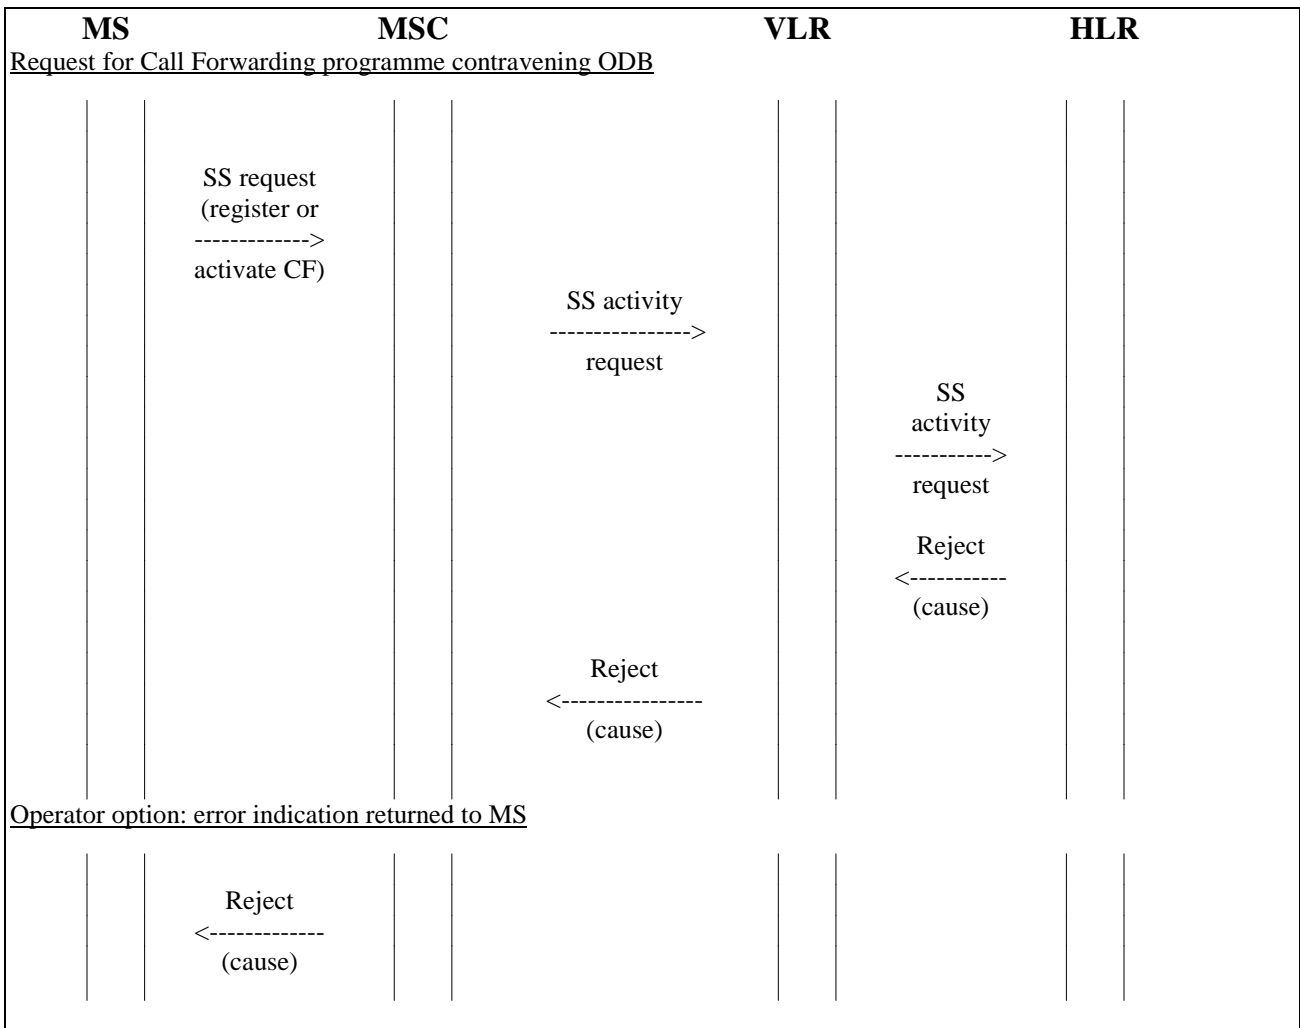 MS MSC VLR HLR
Request for Call Forwarding programme contravening ODB
SS request
(register or
------------->
activate CF)
SS activity
---------------->
request
SS
activity
----------->
request
Reject
<-----------
(cause)
Reject
<----------------
(cause)
Operator option: error indication returned to MS
Reject
<-------------
(cause)